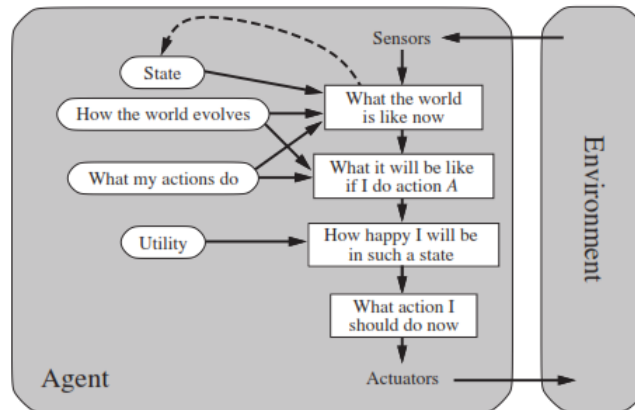 Sensors
State
What the world
is like now
How the world evolves
What it will be like
if I do action A
What my actions do
Utility
How happy I will be
in such a state
What action I
should do now
Agent
Actuators
Environment